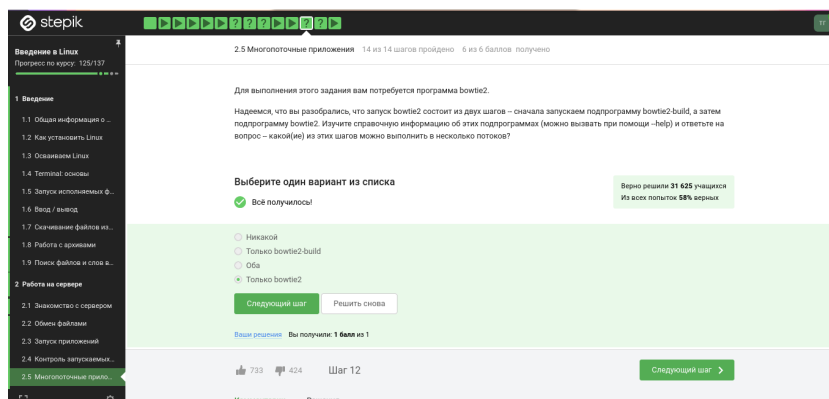 stepik
ТГ
Введение в Linux
Прогресс по курсу: 125/137
2.5 Многопоточные приложения 14 из 14 шагов пройдено 6 из 6 баллов получено
Для выполнения этого задания вам потребуется программа bowtie2.
Надеемся, что вы разобрались, что запуск bowtie2 состоит из двух шагов – сначала запускаем подпрограмму bowtie2-build, а затем
подпрограмму bowtie2. Изучите справочную информацию об этих подпрограммах (можно вызвать при помощи --help) и ответьте на
вопрос – какой(ие) из этих шагов можно выполнить в несколько потоков?
Выберите один вариант из списка
Всё получилось!
Верно решили 31 625 учащихся
Из всех попыток 58% верных
Никакой
Только bowtie2-build
Оба
Только bowtie2
Следующий шаг
Решить снова
Ваши решения Вы получили: 1 балл из 1
733 424 Шаг 12
Следующий шаг
1 Введение
1.1 Общая информация о ...
1.2 Как установить Linux
1.3 Осваиваем Linux
1.4 Terminal: основы
1.5 Запуск исполняемых ф...
1.6 Ввод / вывод
1.7 Скачивание файлов из...
1.8 Работа с архивами
1.9 Поиск файлов и слов в...
2 Работа на сервере
2.1 Знакомство с сервером
2.2 Обмен файлами
2.3 Запуск приложений
2.4 Контроль запускаемых...
2.5 Многопоточные прило...